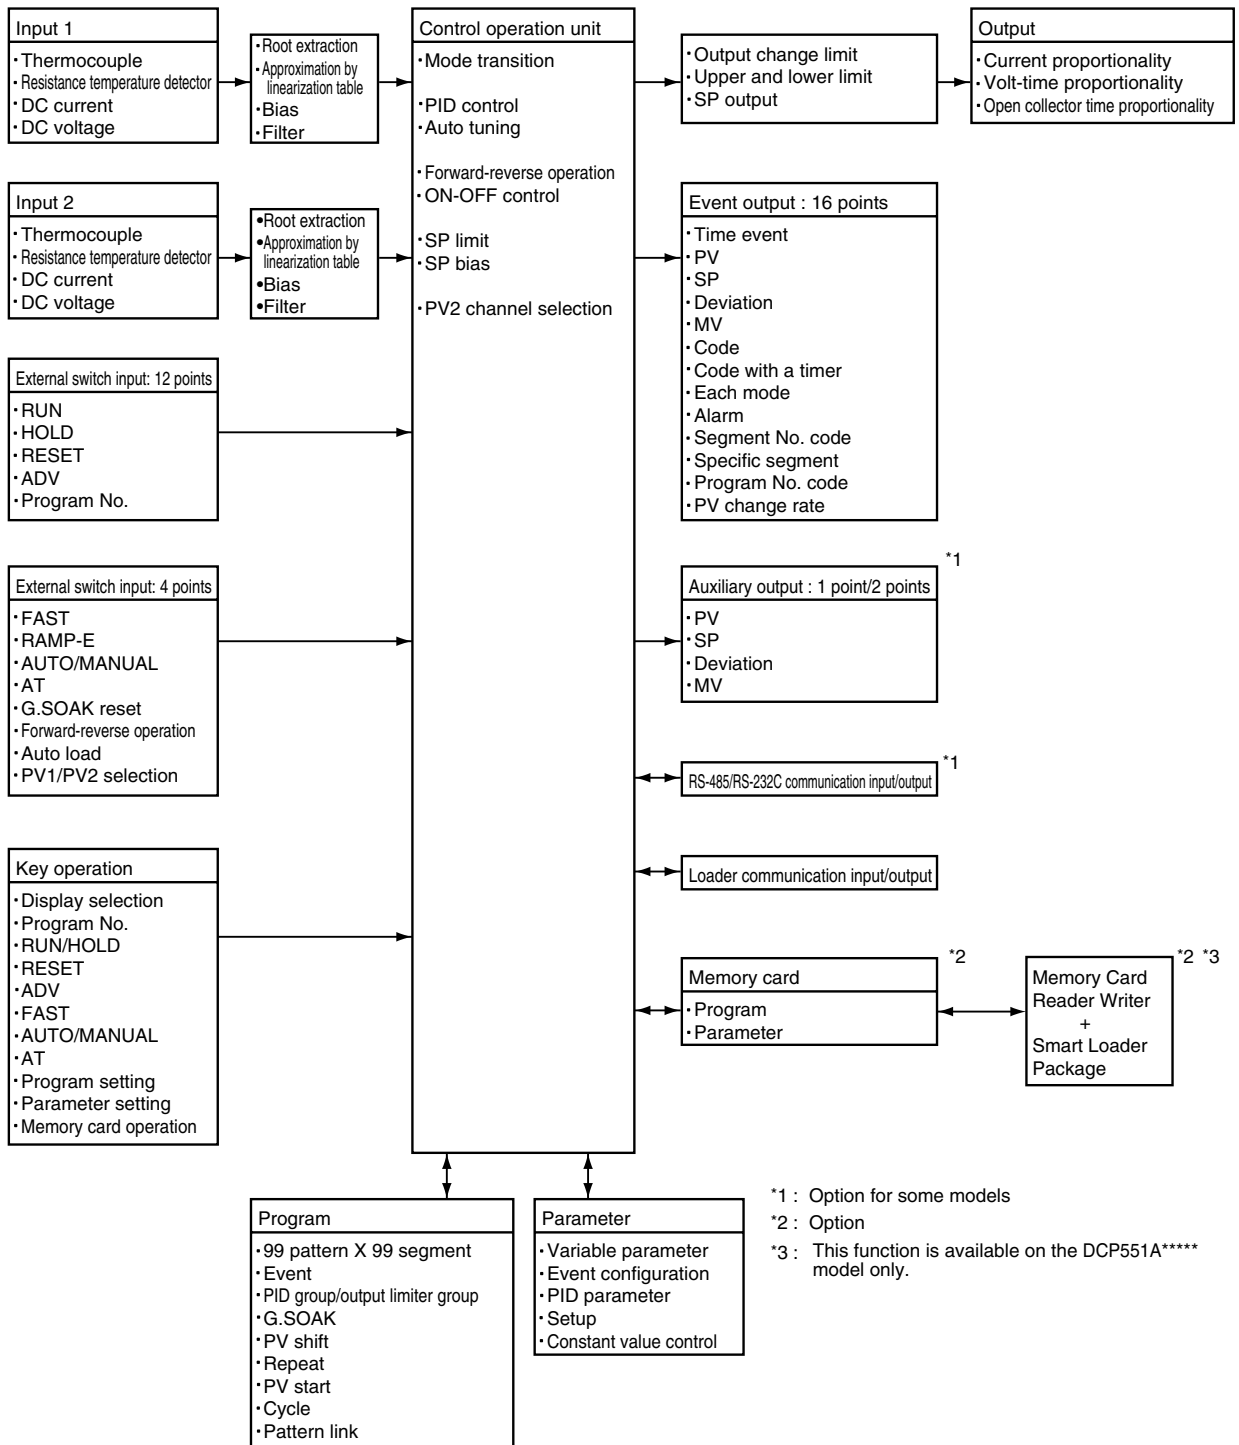 Input 1
·Thermocouple
·Resistance temperature detector
·DC current
·DC voltage
·Root extraction
·Approximation by
linearization table
·Bias
·Filter
Input 2
·Thermocouple
·Resistance temperature detector
·DC current
·DC voltage
•Root extraction
•Approximation by
linearization table
•Bias
•Filter
External switch input: 12 points
·RUN
·HOLD
·RESET
·ADV
·Program No.
External switch input: 4 points
·FAST
·RAMP-E
·AUTO/MANUAL
·AT
·G.SOAK reset
·Forward-reverse operation
·Auto load
·PV1/PV2 selection
Key operation
·Display selection
·Program No.
·RUN/HOLD
·RESET
·ADV
·FAST
·AUTO/MANUAL
·AT
·Program setting
·Parameter setting
·Memory card operation
Control operation unit
·Mode transition
·PID control
·Auto tuning
·Forward-reverse operation
·ON-OFF control
·SP limit
·SP bias
·PV2 channel selection
·Output change limit
·Upper and lower limit
·SP output
Output
·Current proportionality
·Volt-time proportionality
·Open collector time proportionality
Event output : 16 points
·Time event
·PV
·SP
·Deviation
·MV
·Code
·Code with a timer
·Each mode
·Alarm
·Segment No. code
·Specific segment
·Program No. code
·PV change rate
*1
Auxiliary output : 1 point/2 points
·PV
·SP
·Deviation
·MV
*1
RS-485/RS-232C communication input/output
Loader communication input/output
*2
Memory card
·Program
·Parameter
*2 *3
Memory Card
Reader Writer
+
Smart Loader
Package
Program
·99 pattern X 99 segment
·Event
·PID group/output limiter group
·G.SOAK
·PV shift
·Repeat
·PV start
·Cycle
·Pattern link
Parameter
·Variable parameter
·Event configuration
·PID parameter
·Setup
·Constant value control
*1 : Option for some models
*2 : Option
*3 : This function is available on the DCP551A*****
model only.